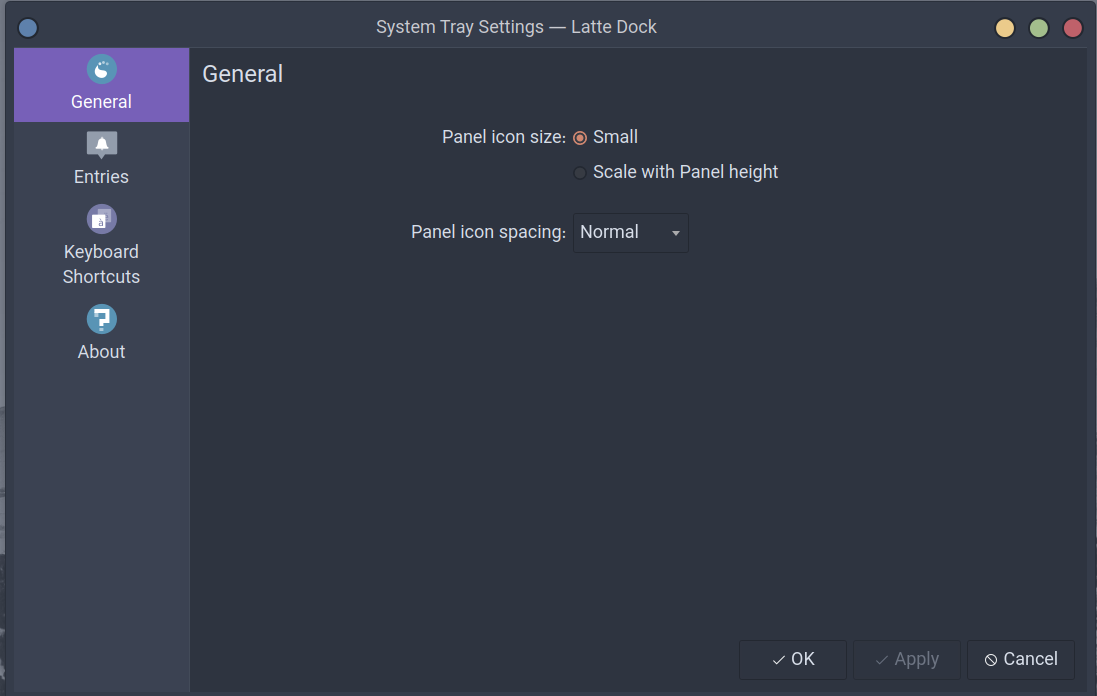 System Tray Settings — Latte Dock
General
Entries
Keyboard
Shortcuts
About
General
Panel icon size: Small
Scale with Panel height
Panel icon spacing: Normal
OK Apply Cancel